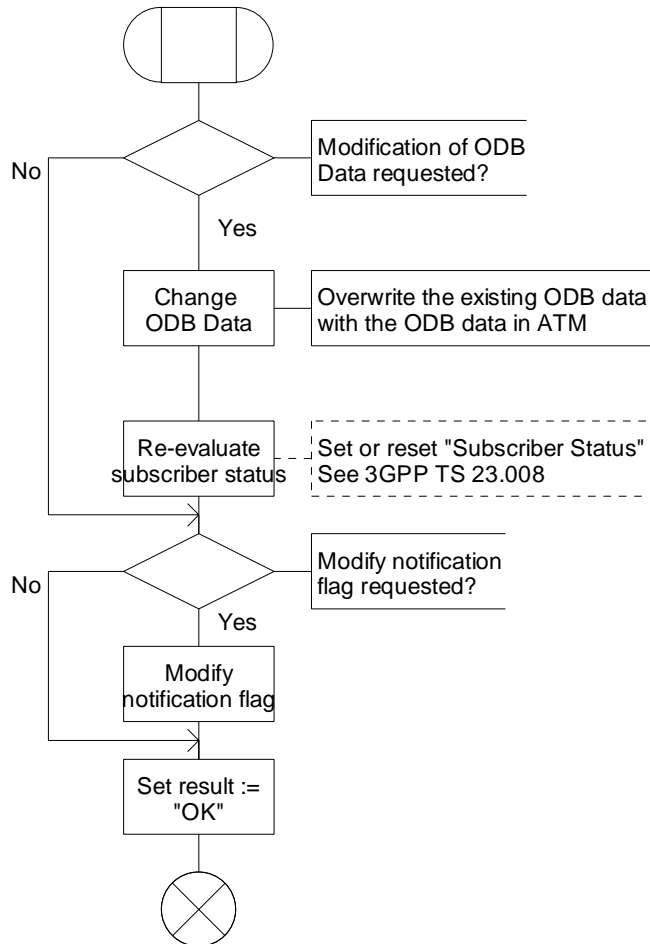 Modification of ODB
Data requested?
No
Yes
Change
ODB Data
Overwrite the existing ODB data
with the ODB data in ATM
Re-evaluate
subscriber status
Set or reset "Subscriber Status"
See 3GPP TS 23.008
Modify notification
flag requested?
No
Yes
Modify
notification flag
Set result :=
"OK"